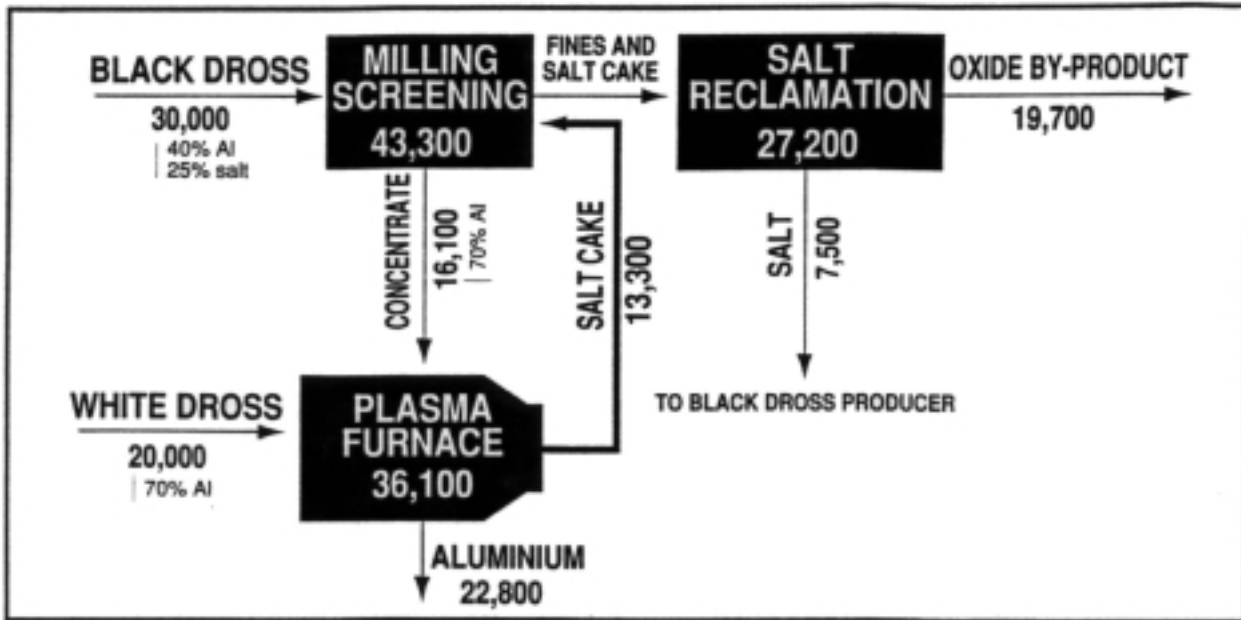 BLACK DROSS
30,000
40% Al
25% salt
MILLING
SCREENING
43,300
FINES AND
SALT CAKE
SALT
RECLAMATION
27,200
OXIDE BY-PRODUCT
19,700
CONCENTRATE
16,100
70% Al
SALT CAKE
13,300
SALT
7,500
TO BLACK DROSS PRODUCER
WHITE DROSS
20,000
70% Al
PLASMA
FURNACE
36,100
ALUMINIUM
22,800